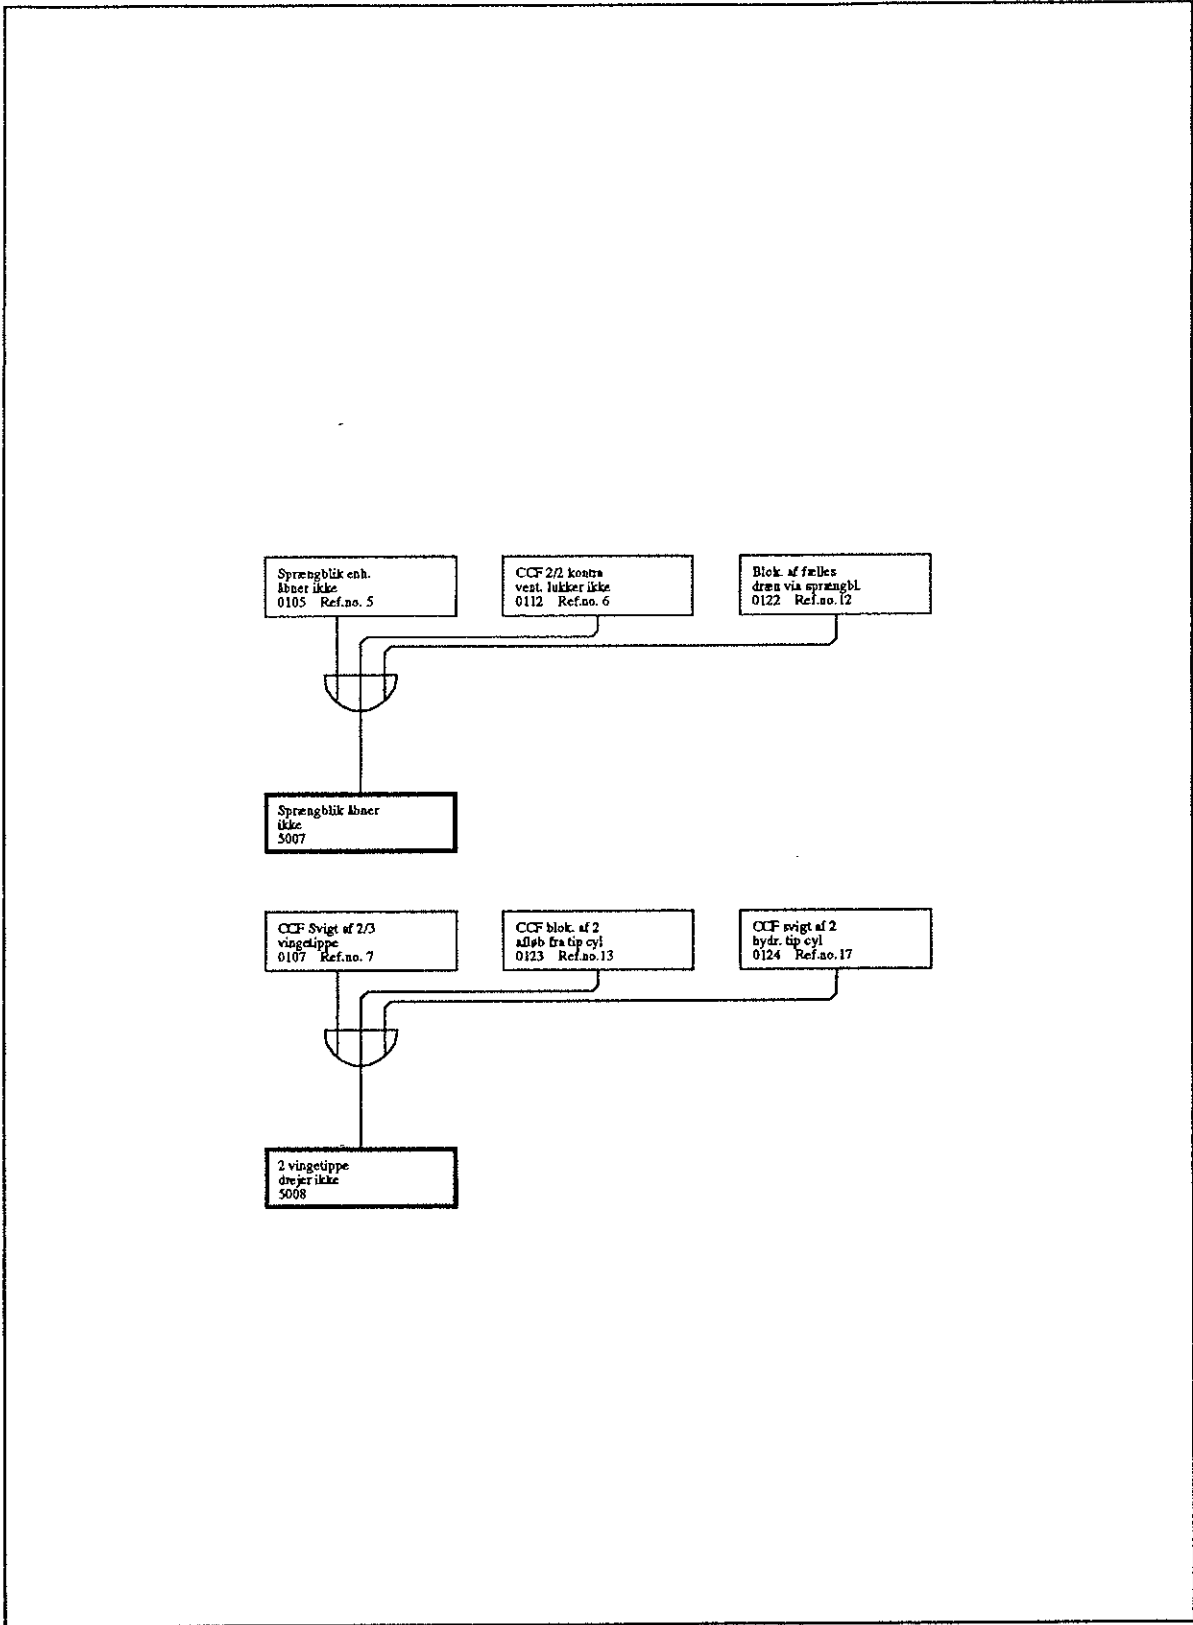 Sprængblik enh.
åbner ikke
0105 Ref.no. 5
CCF 2/2 kontra
vent. lukker ikke
0112 Ref.no. 6
Blok. af fælles
dræn via sprængbl.
0122 Ref.no. 12
Sprængblik åbner
ikke
5007
CCF Svigt af 2/3
vingetippe
0107 Ref.no. 7
CCF blok. af 2
afløb fra tip cyl
0123 Ref.no. 13
CCF svigt af 2
hydr. tip cyl
0124 Ref.no. 17
2 vingetippe
drejer ikke
5008